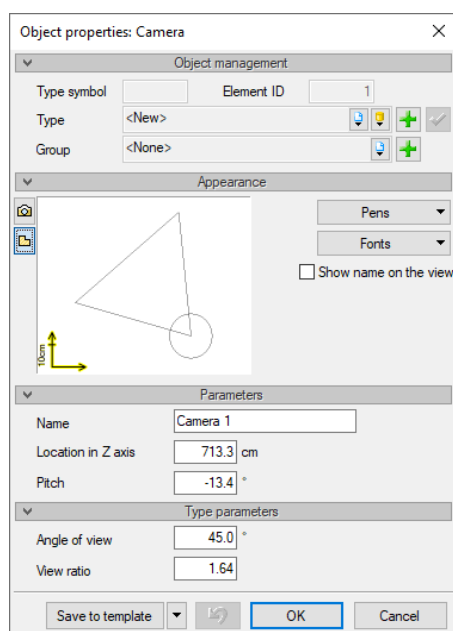 Object properties: Camera
Object management
Type symbol Element ID 1
Type <New>
Group <None>
Appearance
Pens
Fonts
Show name on the view
10cm
Parameters
Name Camera 1
Location in Z axis 713.3 cm
Pitch -13.4 °
Type parameters
Angle of view 45.0 °
View ratio 1.64
Save to template OK Cancel